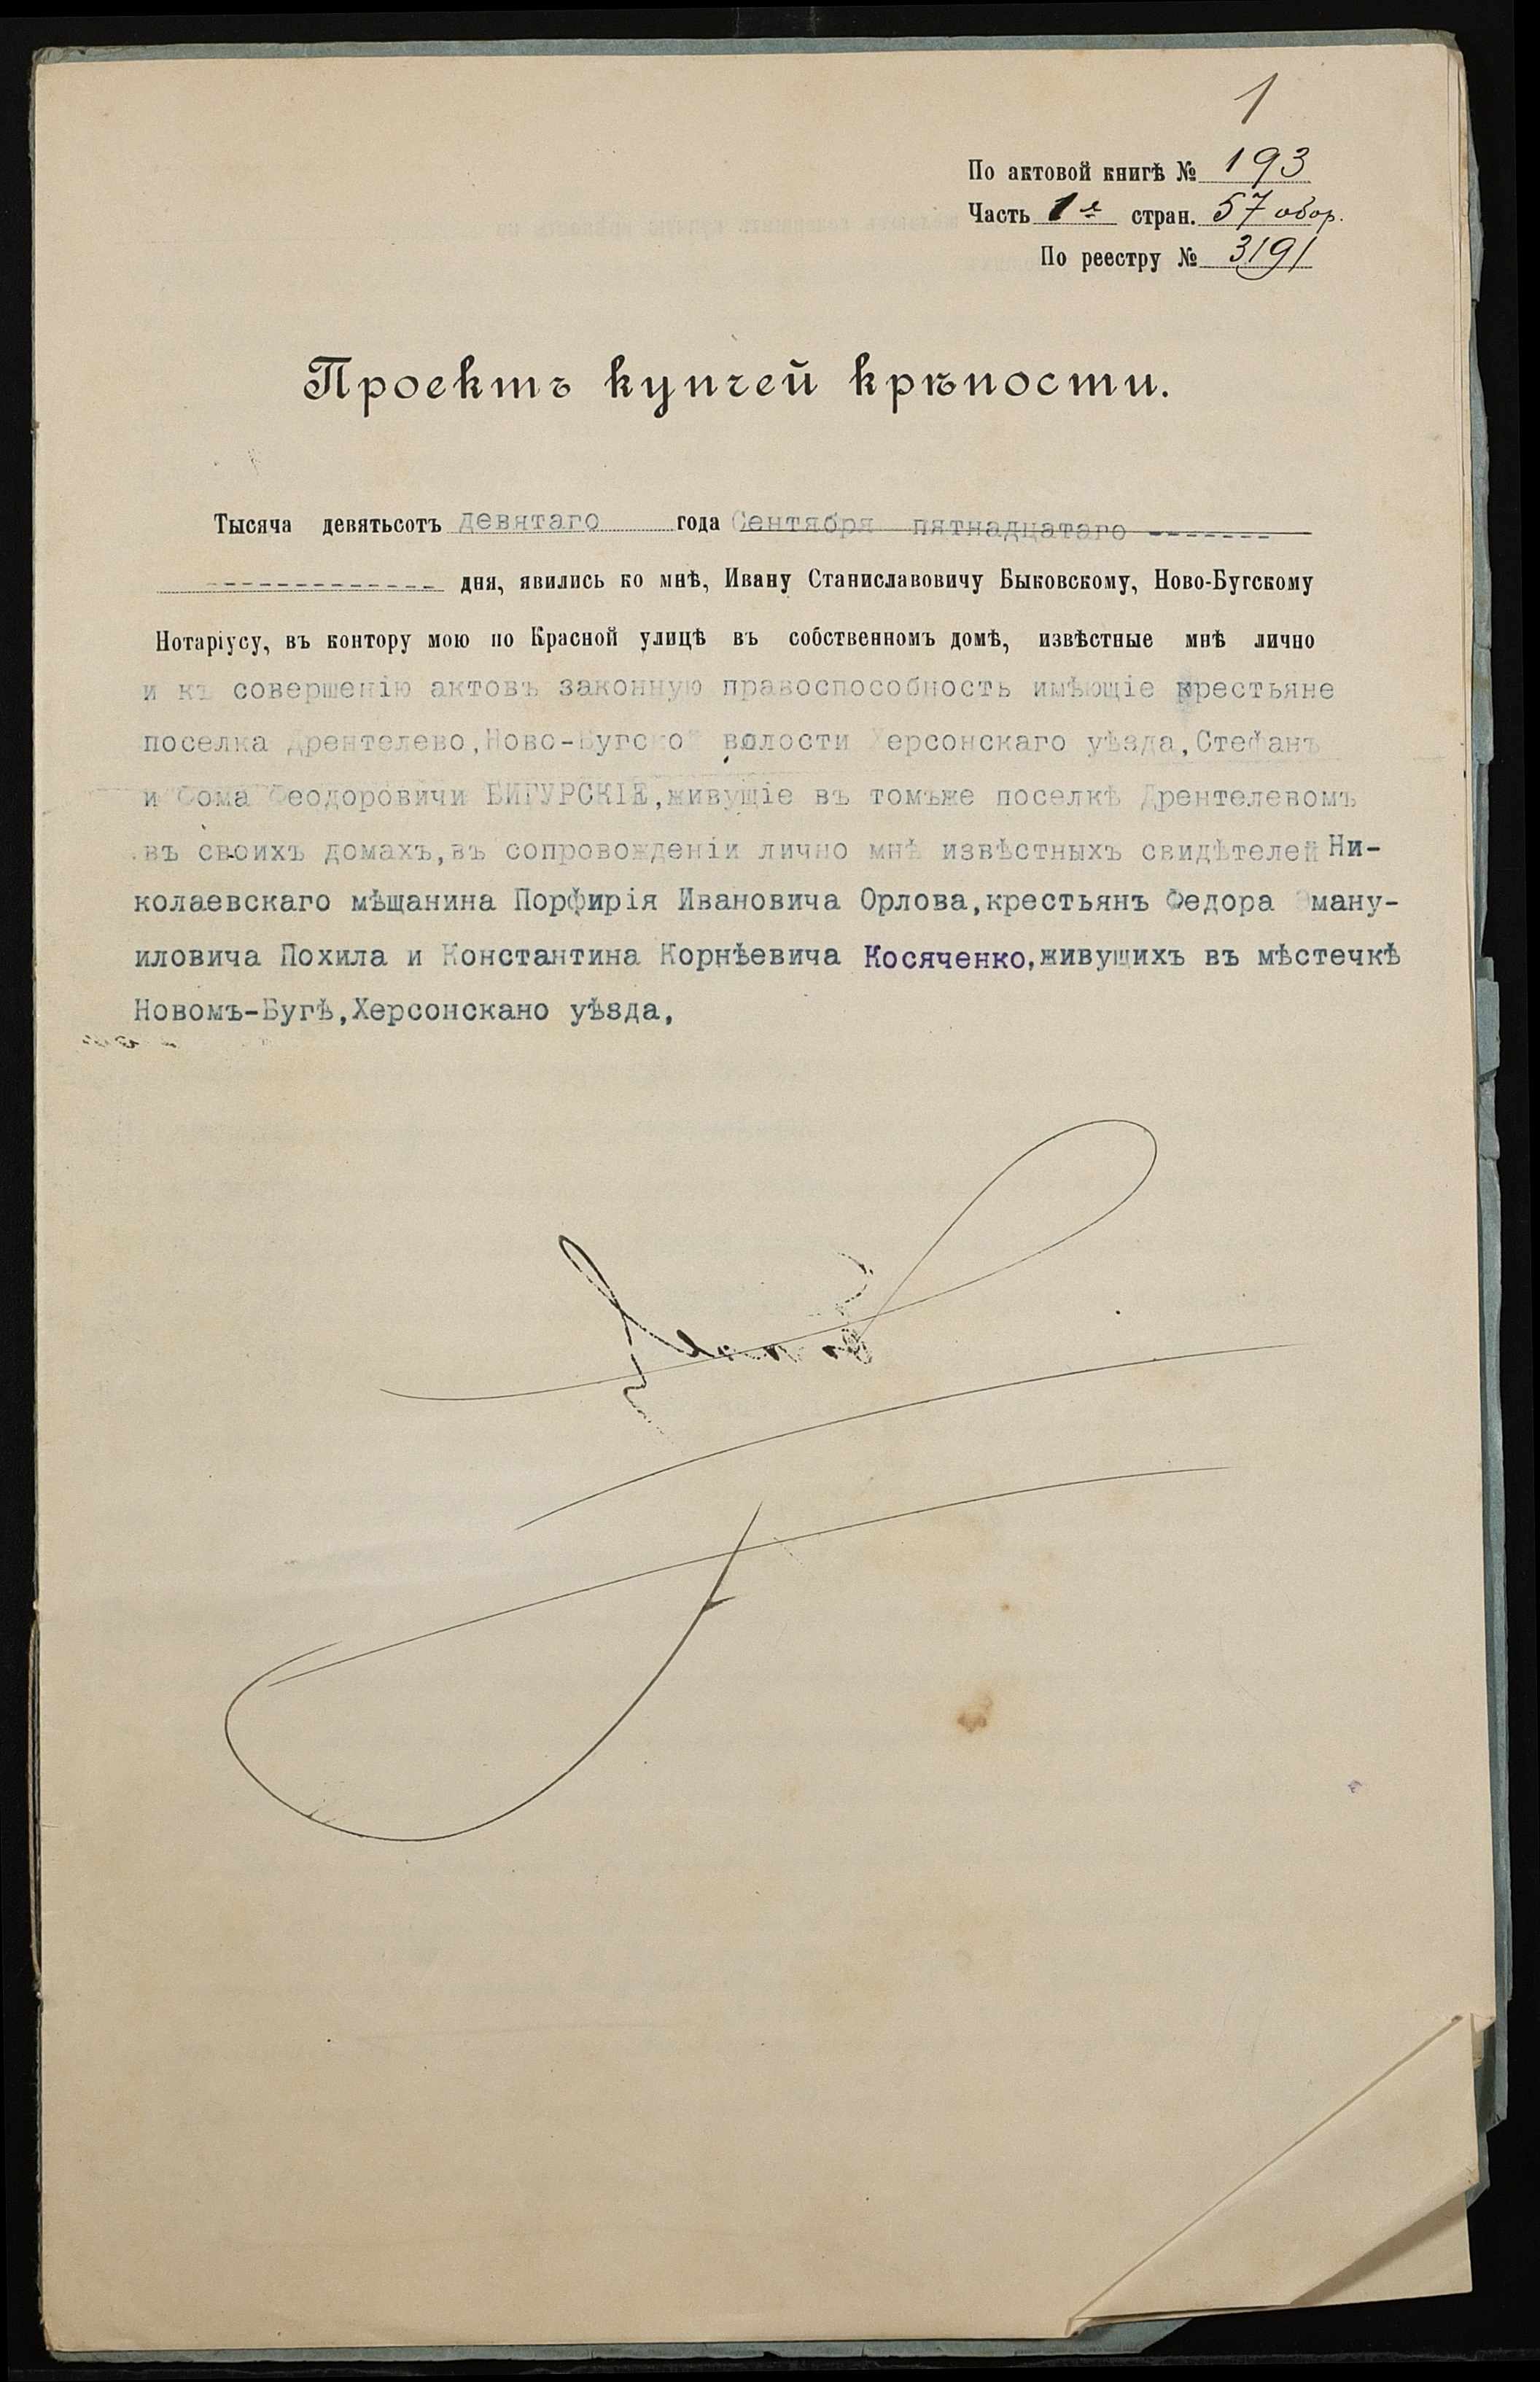 1
По актовой книгѣ № 193
Часть 1я стран. 57 обор.
По реестру № 3191
Проектъ купчей крѣпости.
Тысяча девятьсотъ девятаго года Сентября пятнадцатаго -------
-------------- дня, явились ко мнѣ, Ивану Станиславовичу Быковскому, Ново-Бугскому
Нотаріусу, въ контору мою по Красной улицѣ въ собственномъ домѣ, извѣстные мнѣ лично
и къ совершенію актовъ законную правоспособность имѣющіе крестьяне
поселка Дрентелево,Ново-Бугской волости Херсонскаго уѣзда,Стефанъ
и Фома Феодоровичи БИГУРСКІЕ,живущіе въ томъже поселкѣ Дрентелевомъ
въ своихъ домахъ,въ сопровожденіи лично мнѣ извѣстныхъ свидѣтелей Ни-
колаевскаго мѣщанина Порфирія Ивановича Орлова,крестьянъ Федора Эману-
иловича Похила и Константина Корнѣевича Косяченко,живущихъ въ мѣстечкѣ
Новомъ-Бугѣ,Херсонскано уѣзда,